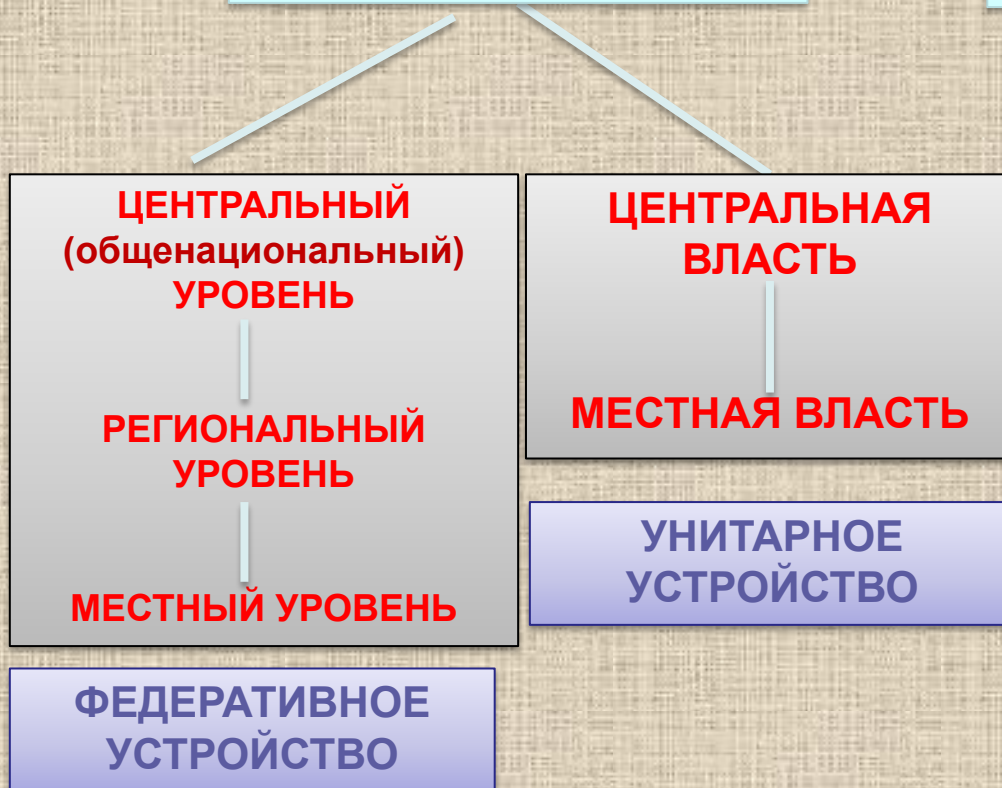 ЦЕНТРАЛЬНЫЙ
(общенациональный)
УРОВЕНЬ
РЕГИОНАЛЬНЫЙ
УРОВЕНЬ
МЕСТНЫЙ УРОВЕНЬ
ФЕДЕРАТИВНОЕ
УСТРОЙСТВО
ЦЕНТРАЛЬНАЯ
ВЛАСТЬ
МЕСТНАЯ ВЛАСТЬ
УНИТАРНОЕ
УСТРОЙСТВО